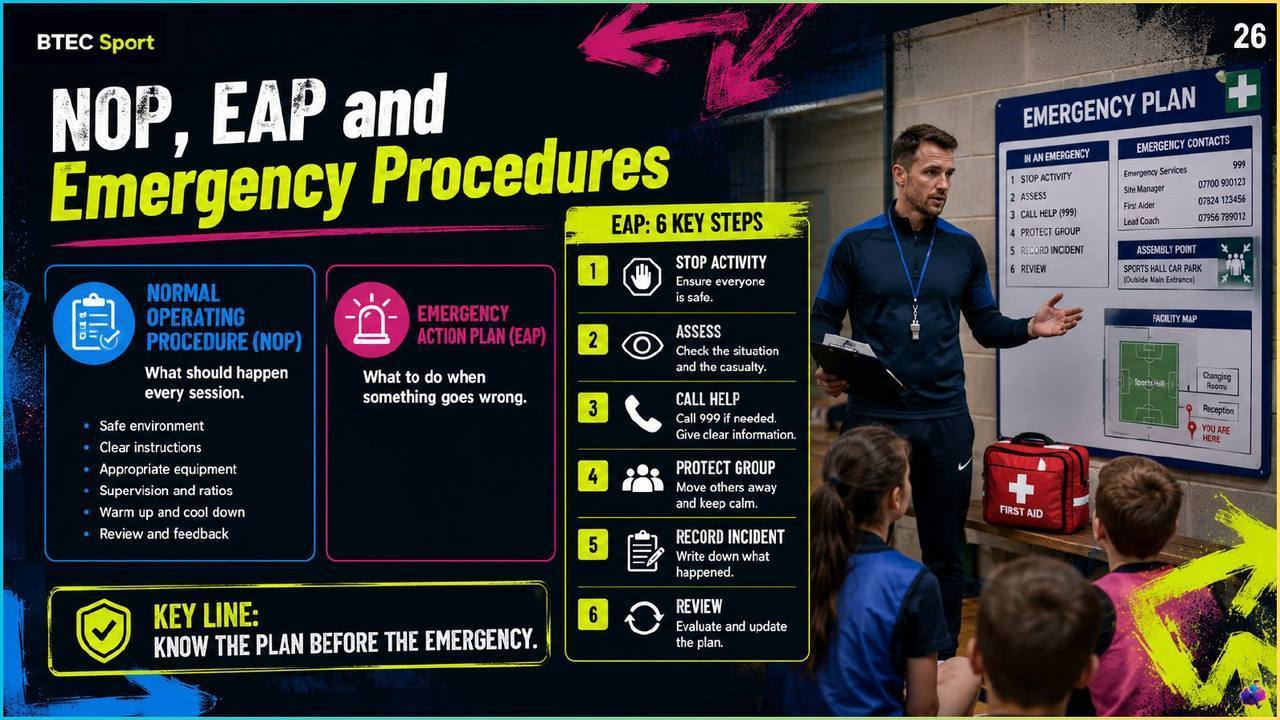 BTEC Sport
26
NOP, EAP and
Emergency Procedures
NORMAL
OPERATING
PROCEDURE (NOP)
What should happen
every session.
• Safe environment
• Clear instructions
• Appropriate equipment
• Supervision and ratios
• Warm up and cool down
• Review and feedback
EMERGENCY
ACTION PLAN (EAP)
What to do when
something goes wrong.
KEY LINE:
KNOW THE PLAN BEFORE THE EMERGENCY.
EAP: 6 KEY STEPS
1
STOP ACTIVITY
Ensure everyone
is safe.
2
ASSESS
Check the situation
and the casualty.
3
CALL HELP
Call 999 if needed.
Give clear information.
4
PROTECT GROUP
Move others away
and keep calm.
5
RECORD INCIDENT
Write down what
happened.
6
REVIEW
Evaluate and update
the plan.
EMERGENCY PLAN
IN AN EMERGENCY
1 STOP ACTIVITY
2 ASSESS
3 CALL HELP (999)
4 PROTECT GROUP
5 RECORD INCIDENT
6 REVIEW
EMERGENCY CONTACTS
Emergency Services 999
Site Manager 07700 900123
First Aider 07824 123456
Lead Coach 07956 789012
ASSEMBLY POINT
SPORTS HALL CAR PARK
(Outside Main Entrance)
FACILITY MAP
Sports Hall
Changing
Rooms
Reception
YOU ARE
HERE
FIRST AID